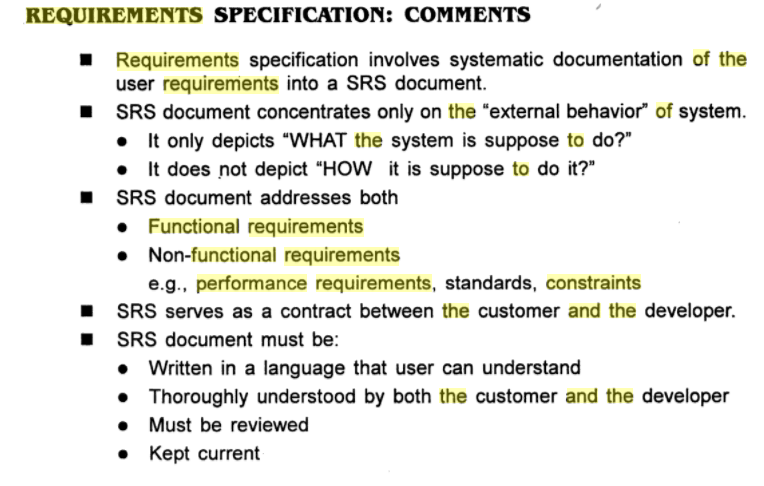 REQUIREMENTS SPECIFICATION: COMMENTS
■ Requirements specification involves systematic documentation of the
user requirements into a SRS document.
■ SRS document concentrates only on the "external behavior" of system.
● It only depicts "WHAT the system is suppose to do?"
● It does not depict "HOW it is suppose to do it?"
■ SRS document addresses both
● Functional requirements
● Non-functional requirements
e.g., performance requirements, standards, constraints
■ SRS serves as a contract between the customer and the developer.
■ SRS document must be:
● Written in a language that user can understand
● Thoroughly understood by both the customer and the developer
● Must be reviewed
● Kept current